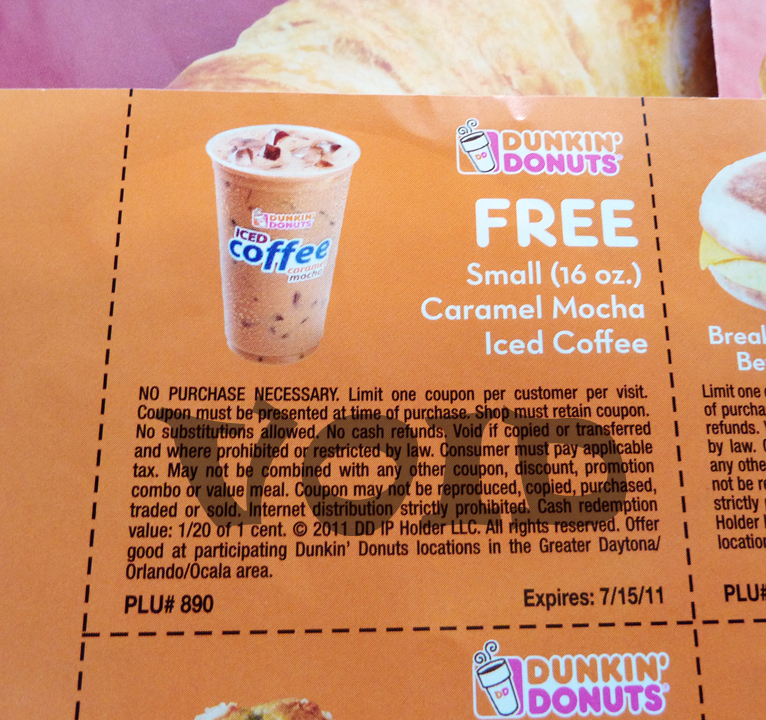 DUNKIN'
DONUTS
DUNKIN'
DONUTS
ICED
coffee
caramel
mocha
FREE
Small (16 oz.)
Caramel Mocha
Iced Coffee
NO PURCHASE NECESSARY. Limit one coupon per customer per visit.
Coupon must be presented at time of purchase. Shop must retain coupon.
No substitutions allowed. No cash refunds. Void if copied or transferred
and where prohibited or restricted by law. Consumer must pay applicable
tax. May not be combined with any other coupon, discount, promotion
combo or value meal. Coupon may not be reproduced, copied, purchased,
traded or sold. Internet distribution strictly prohibited. Cash redemption
value: 1/20 of 1 cent. © 2011 DD IP Holder LLC. All rights reserved. Offer
good at participating Dunkin' Donuts locations in the Greater Daytona/
Orlando/Ocala area.
VOID
PLU# 890
Expires: 7/15/11
Break
Be
Limit one
of purcha
refunds. V
by law. C
any othe
not be re
strictly
Holder
locatio
PLU#
DD
DUNKIN'
DONUTS
DD